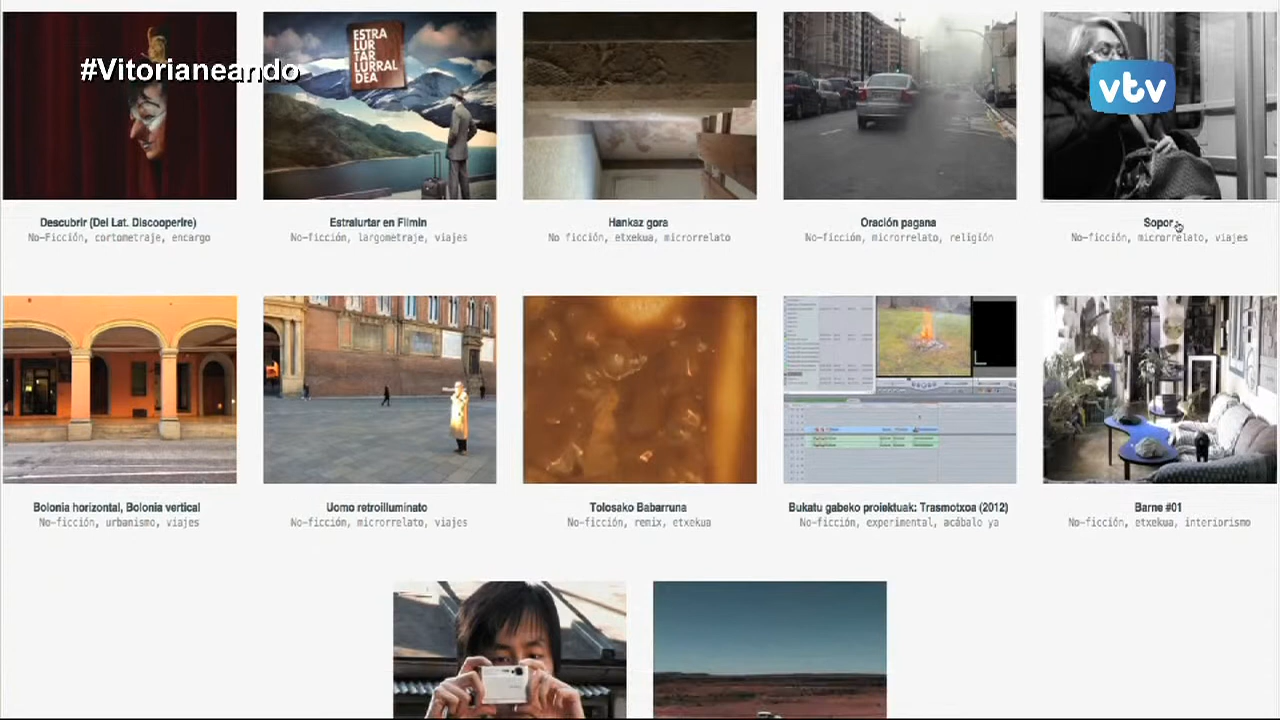 #Vitorianeando
vtv
ESTRA
LUR
TAR
LURRAL
DEA
Descubrir (Del Lat. Discooperire)
No-Ficción, cortometraje, encargo
Estralurtar en Filmin
No-ficción, largometraje, viajes
Hankaz gora
No ficción, etxekua, microrrelato
Oración pagana
No-ficción, microrrelato, religión
Sopor
No-ficción, microrrelato, viajes
Bolonia horizontal, Bolonia vertical
No-ficción, urbanismo, viajes
Uomo retroilluminato
No-ficción, microrrelato, viajes
Tolosako Babarruna
No-ficción, remix, etxekua
Bukatu gabeko proiektuak: Trasmotxoa (2012)
No-ficción, experimental, acábalo ya
Barne #01
No-ficción, etxekua, interiorismo